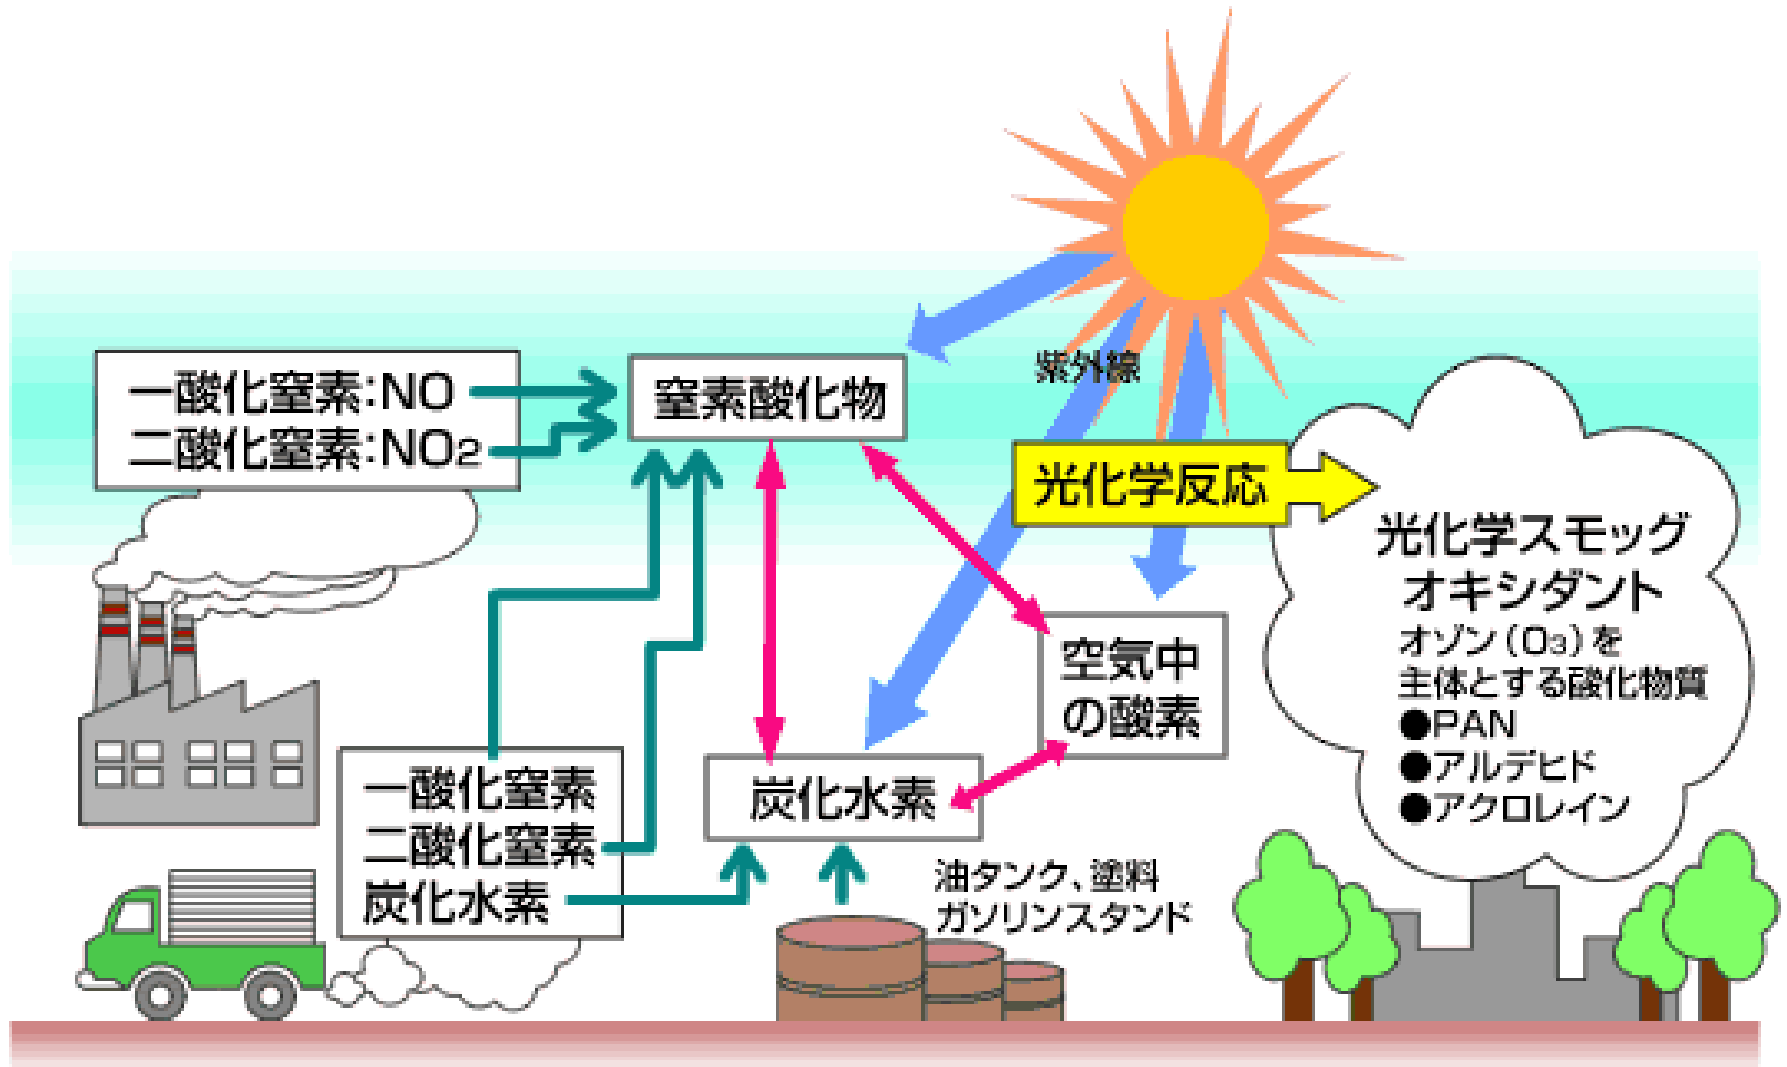 一酸化窒素:NO
二酸化窒素:NO2
窒素酸化物
紫外線
光化学反応
光化学スモッグ
オキシダント
オゾン(O3)を
主体とする酸化物質
●PAN
●アルデヒド
●アクロレイン
空気中
の酸素
一酸化窒素
二酸化窒素
炭化水素
炭化水素
油タンク、塗料
ガソリンスタンド